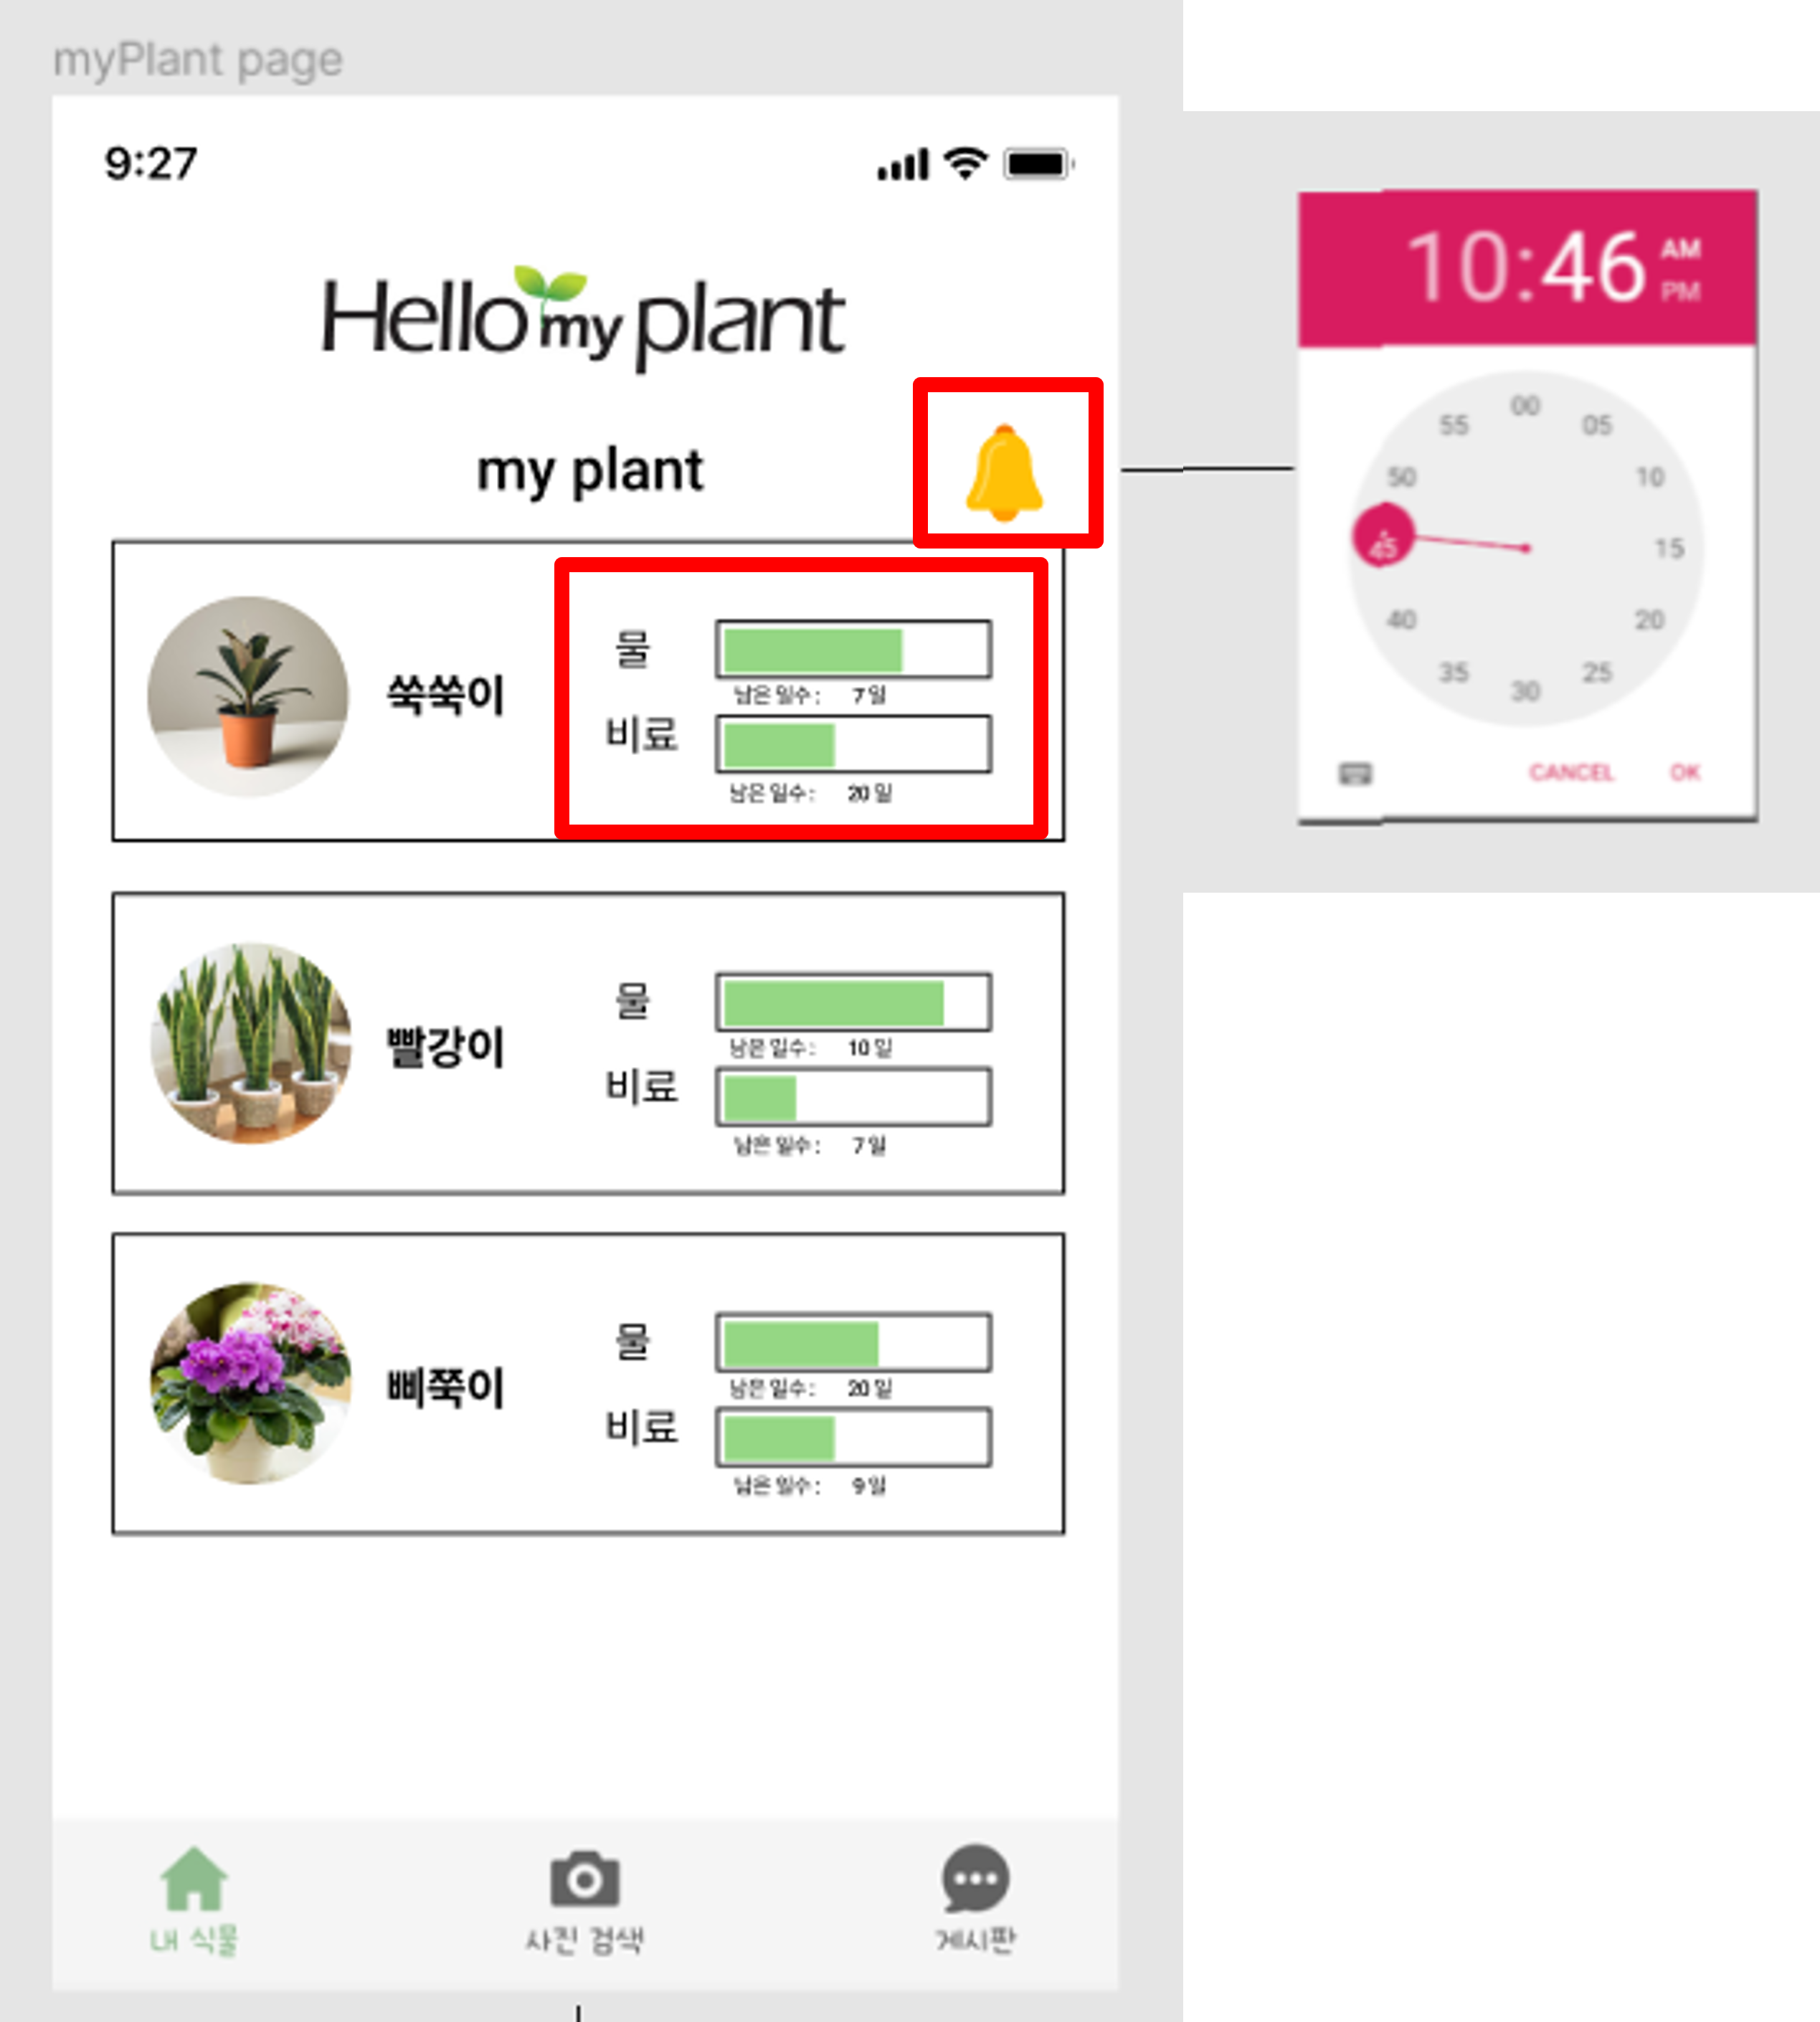 myPlant page
9:27
Hello my plant
my plant
쑥쑥이
물
남은 일수 : 7 일
비료
남은 일수 : 20 일
빨강이
물
남은 일수 : 10 일
비료
남은 일수 : 7 일
삐쭉이
물
남은 일수 : 20 일
비료
남은 일수 : 9 일
내 식물
사진 검색
게시판
10:46
AM
PM
00
05
10
15
20
25
30
35
40
45
50
55
CANCEL OK